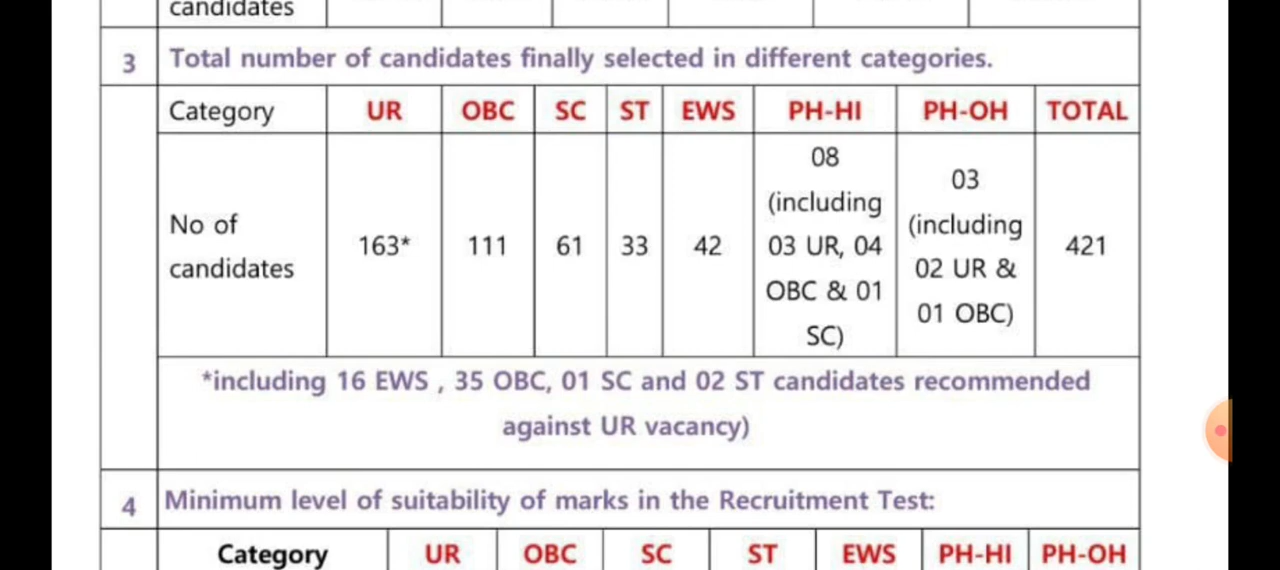 candidates
3 Total number of candidates finally selected in different categories.
Category UR OBC SC ST EWS PH-HI PH-OH TOTAL
No of candidates 163* 111 61 33 42 08 (including 03 UR, 04 OBC & 01 SC) 03 (including 02 UR & 01 OBC) 421
*including 16 EWS , 35 OBC, 01 SC and 02 ST candidates recommended
against UR vacancy)
4 Minimum level of suitability of marks in the Recruitment Test:
Category UR OBC SC ST EWS PH-HI PH-OH